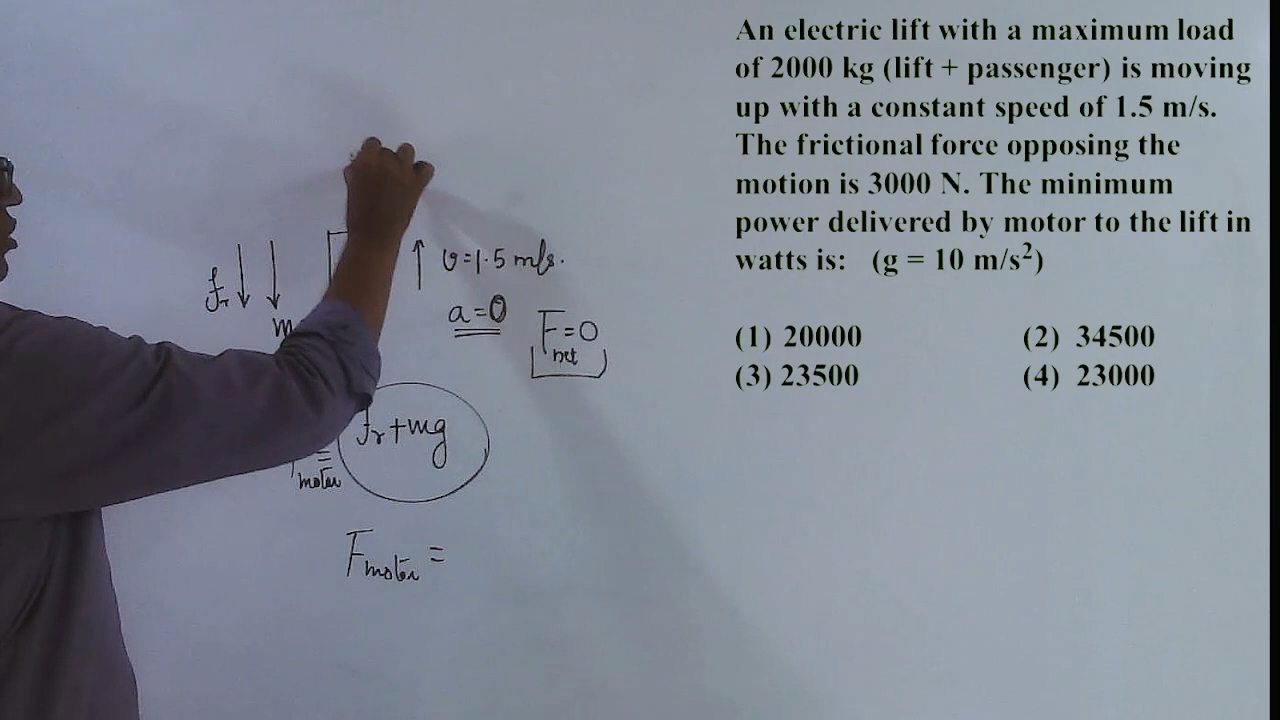 An electric lift with a maximum load
of 2000 kg (lift + passenger) is moving
up with a constant speed of 1.5 m/s.
The frictional force opposing the
motion is 3000 N. The minimum
power delivered by motor to the lift in
watts is: (g = 10 m/s²)
(1) 20000 (2) 34500
(3) 23500 (4) 23000
fr m v=1.5 m/s.
a=0 F net =0
motor = fr+mg
F motor =